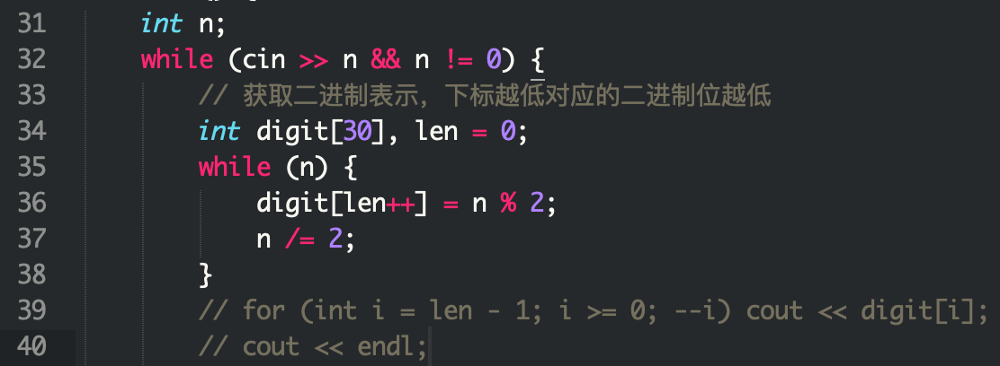 31 int n;
32 while (cin >> n && n != 0) {
33 // 获取二进制表示，下标越低对应的二进制位越低
34 int digit[30], len = 0;
35 while (n) {
36 digit[len++] = n % 2;
37 n /= 2;
38 }
39 // for (int i = len - 1; i >= 0; --i) cout << digit[i];
40 // cout << endl;